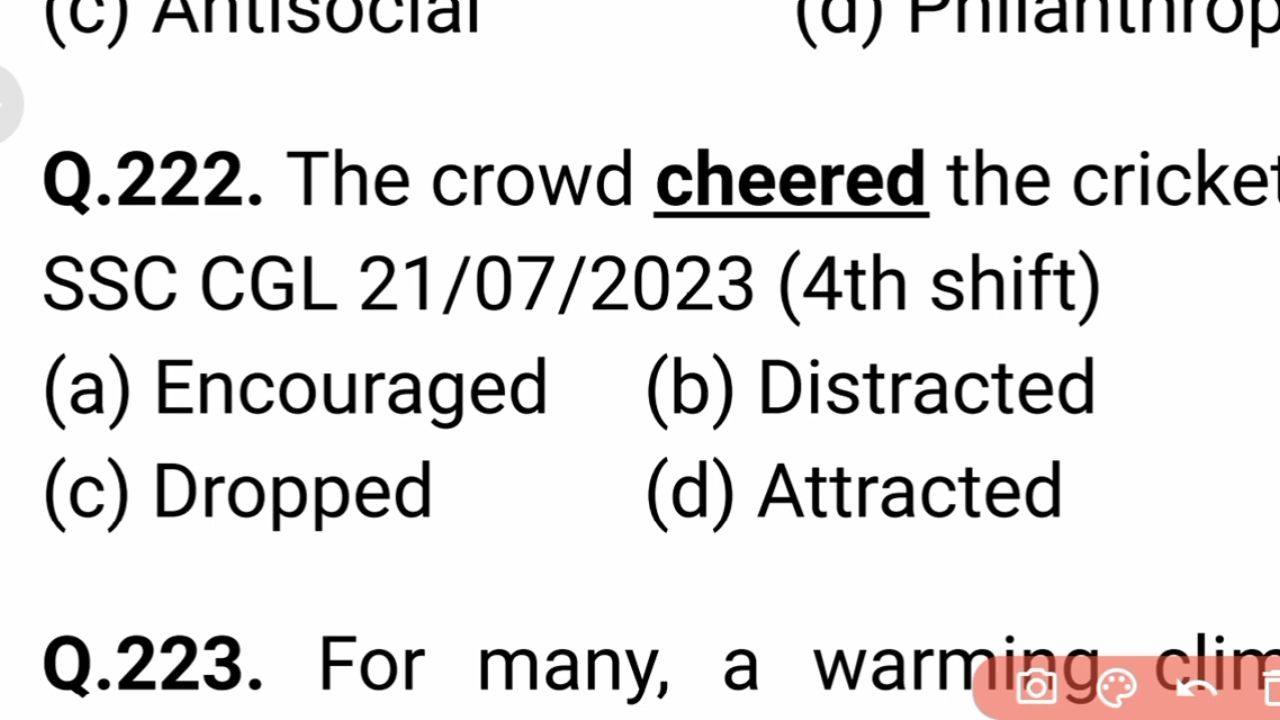 (c) Antisocial (d) Philanthrop
Q.222. The crowd cheered the cricket
SSC CGL 21/07/2023 (4th shift)
(a) Encouraged (b) Distracted
(c) Dropped (d) Attracted
Q.223. For many, a warming clim